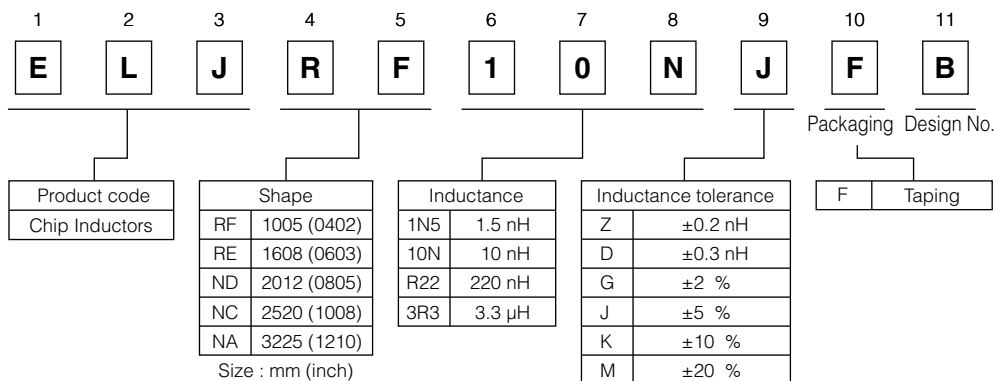 1 2 3 4 5 6 7 8 9 10 11
E L J R F 1 0 N J F B
Packaging Design No.
Product code
Chip Inductors
Shape
RF 1005 (0402)
RE 1608 (0603)
ND 2012 (0805)
NC 2520 (1008)
NA 3225 (1210)
Size : mm (inch)
Inductance
1N5 1.5 nH
10N 10 nH
R22 220 nH
3R3 3.3 µH
Inductance tolerance
Z ±0.2 nH
D ±0.3 nH
G ±2 %
J ±5 %
K ±10 %
M ±20 %
F Taping